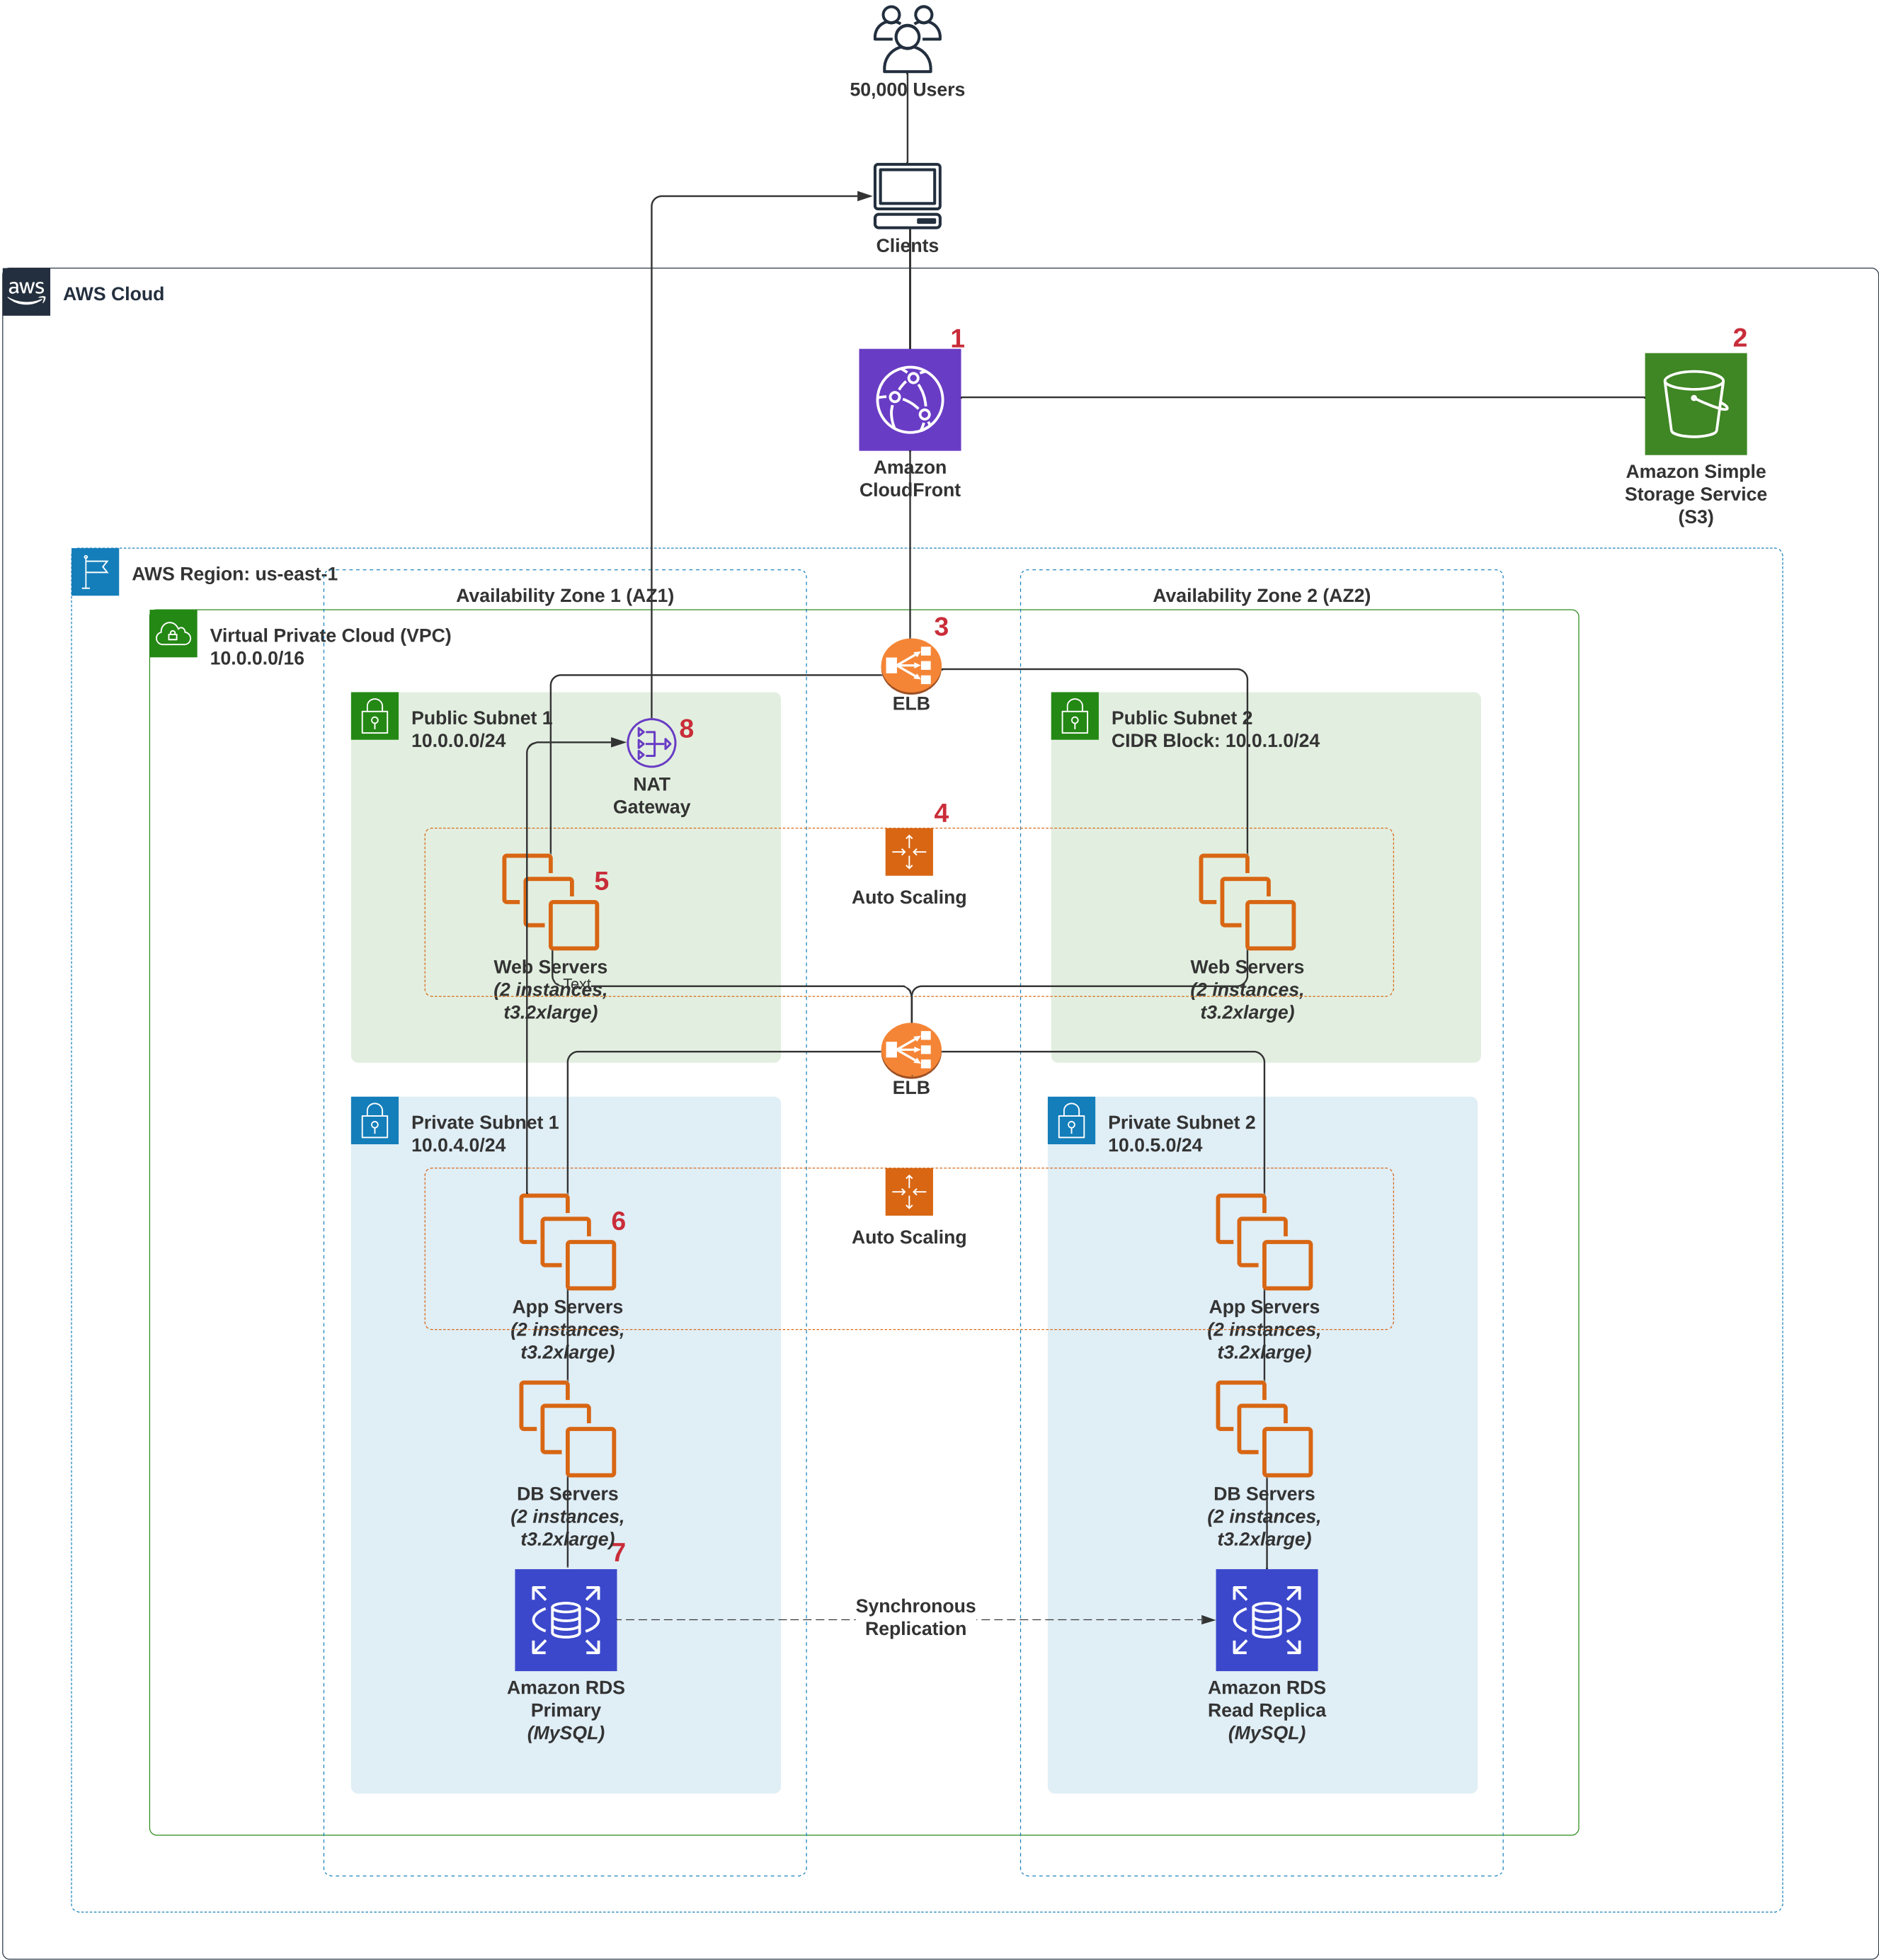 50,000 Users
Clients
aws
AWS Cloud
1
2
Amazon
CloudFront
Amazon Simple
Storage Service
(S3)
AWS Region: us-east-1
Availability Zone 1 (AZ1)
Availability Zone 2 (AZ2)
Virtual Private Cloud (VPC)
10.0.0.0/16
3
ELB
Public Subnet 1
10.0.0.0/24
8
NAT
Gateway
Public Subnet 2
CIDR Block: 10.0.1.0/24
4
Auto Scaling
5
Web Servers
Text
(2 instances,
t3.2xlarge)
Web Servers
(2 instances,
t3.2xlarge)
ELB
Private Subnet 1
10.0.4.0/24
Private Subnet 2
10.0.5.0/24
Auto Scaling
6
App Servers
(2 instances,
t3.2xlarge)
App Servers
(2 instances,
t3.2xlarge)
DB Servers
(2 instances,
t3.2xlarge)
DB Servers
(2 instances,
t3.2xlarge)
7
Synchronous
Replication
Amazon RDS
Primary
(MySQL)
Amazon RDS
Read Replica
(MySQL)